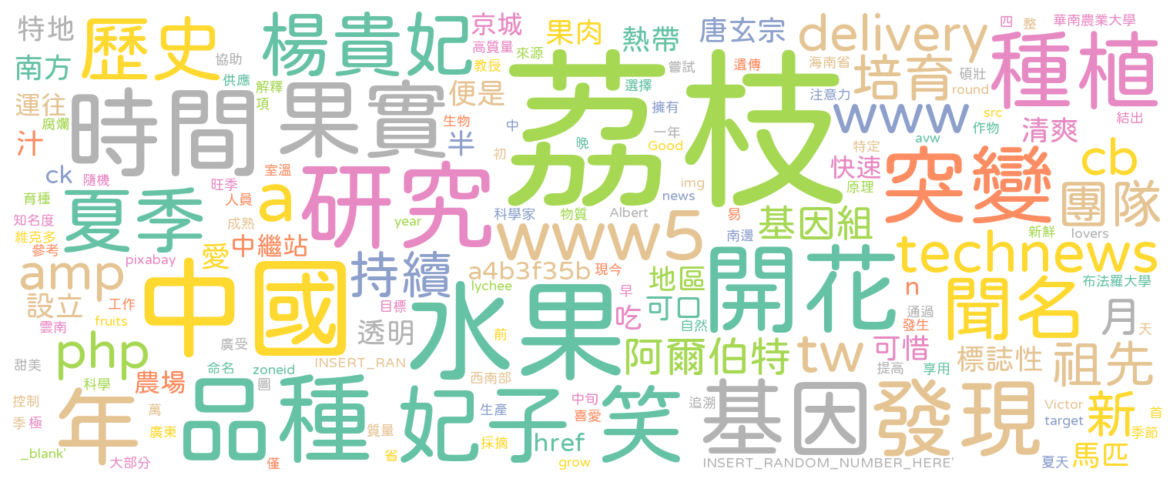 特地
歷史
協助
楊貴妃
京城
高質量
教授
果肉
來源
熱帶
唐玄宗
delivery
四
整
華南農業大學
南方
供應
解釋
項
荔枝
選擇
嘗試
遺傳
海南省
培育
碩壯
round
種植
運往
腐爛
時間
果實
便是
生物
擁有
注意力
www
src
結出
汁
半
中
初
晚
一年
Good
特定
avw
作物
清爽
ck
隨機
室溫
旺季
人員
研究
img
news
快速
原理
突變
cb
育種
知名度
維克多
參考
夏季
成熟
a
year
科學家
物質
Albert
易
南邊
基因組
團隊
新鮮
lovers
pixabay
愛
中繼站
www5
technews
amp
設立
工作
雲南
fruits
中國
持續
目標
a4b3f35b
lychee
現今
早
吃
地區
可口
自然
開花
n
通過
發生
聞名
布法羅大學
月
天
廣受
透明
前
水果
php
甜美
科學
命名
圖
zoneid
INSERT_RAN
西南部
阿爾伯特
tw
可惜
提高
享用
標誌性
祖先
農場
控制
季
極
年
萬
廣東
品種
質量
省
僅
妃子笑
中旬
喜愛
生產
採摘
href
grow
追溯
基因
發現
Victor
target
新
首
季節
_blank'
大部分
INSERT_RANDOM_NUMBER_HERE'
夏天
馬匹